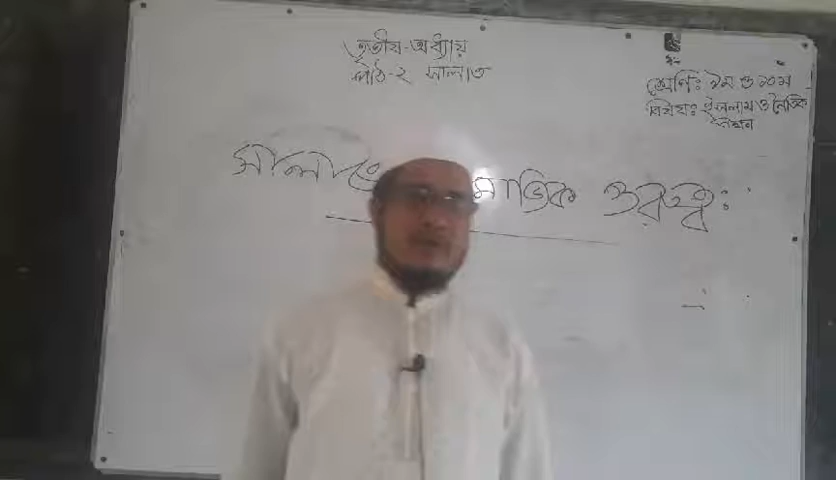 তৃতীয়-অধ্যায়
পাঠ-২ সালাত
শ্রেণি: ৯ম ও ১০ম
বিষয়: ইসলাম ও নৈতিক
শিক্ষা
সালাতে মাজিক গুরুত্ব: